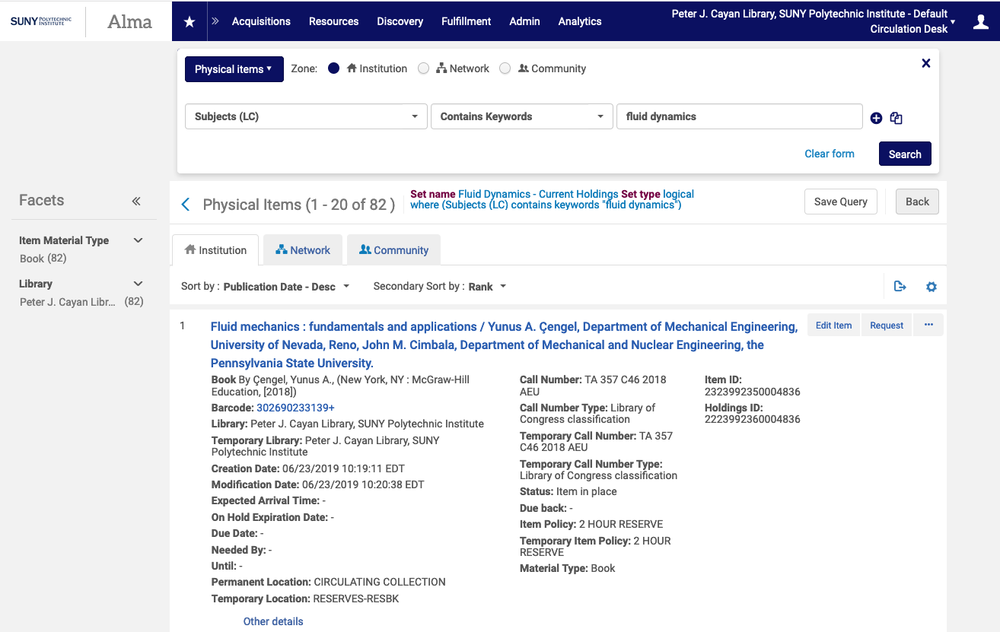 SUNY POLYTECHNIC INSTITUTE
Alma
Acquisitions Resources Discovery Fulfillment Admin Analytics
Peter J. Cayan Library, SUNY Polytechnic Institute - Default
Circulation Desk
Physical items
Zone: Institution Network Community
Subjects (LC) Contains Keywords fluid dynamics
Clear form Search
Facets
Item Material Type
Book (82)
Library
Peter J. Cayan Libr... (82)
Physical Items (1 - 20 of 82 )
Set name Fluid Dynamics - Current Holdings Set type logical
where (Subjects (LC) contains keywords "fluid dynamics")
Save Query Back
Institution Network Community
Sort by : Publication Date - Desc Secondary Sort by : Rank
1
Fluid mechanics : fundamentals and applications / Yunus A. Çengel, Department of Mechanical Engineering,
University of Nevada, Reno, John M. Cimbala, Department of Mechanical and Nuclear Engineering, the
Pennsylvania State University.
Edit Item Request ...
Book By Çengel, Yunus A., (New York, NY : McGraw-Hill
Education, [2018])
Barcode: 302690233139+
Library: Peter J. Cayan Library, SUNY Polytechnic Institute
Temporary Library: Peter J. Cayan Library, SUNY
Polytechnic Institute
Creation Date: 06/23/2019 10:19:11 EDT
Modification Date: 06/23/2019 10:20:38 EDT
Expected Arrival Time: -
On Hold Expiration Date: -
Due Date: -
Needed By: -
Until: -
Permanent Location: CIRCULATING COLLECTION
Temporary Location: RESERVES-RESBK
Other details
Call Number: TA 357 C46 2018
AEU
Call Number Type: Library of
Congress classification
Temporary Call Number: TA 357
C46 2018 AEU
Temporary Call Number Type:
Library of Congress classification
Status: Item in place
Due back: -
Item Policy: 2 HOUR RESERVE
Temporary Item Policy: 2 HOUR
RESERVE
Material Type: Book
Item ID:
2323992350004836
Holdings ID:
2223992360004836